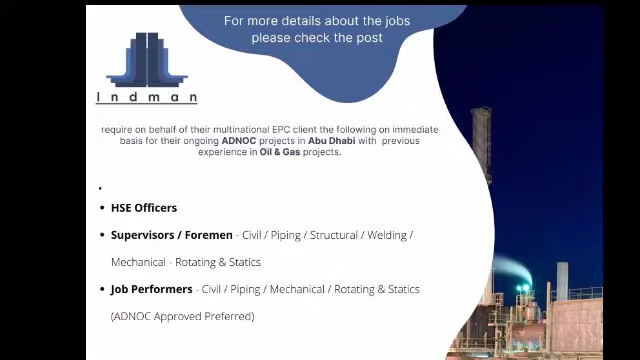 For more details about the jobs
please check the post
Indman
require on behalf of their multinational EPC client the following on immediate
basis for their ongoing ADNOC projects in Abu Dhabi with previous
experience in Oil & Gas projects.
•
• HSE Officers
• Supervisors / Foremen - Civil / Piping / Structural / Welding /
Mechanical - Rotating & Statics
• Job Performers - Civil / Piping / Mechanical / Rotating & Statics
(ADNOC Approved Preferred)